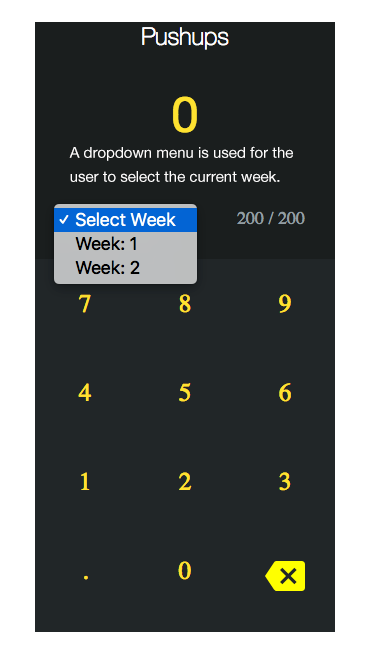 Pushups
0
A dropdown menu is used for the
user to select the current week.
✓ Select Week
200 / 200
Week: 1
Week: 2
7 8 9
4 5 6
1 2 3
. 0